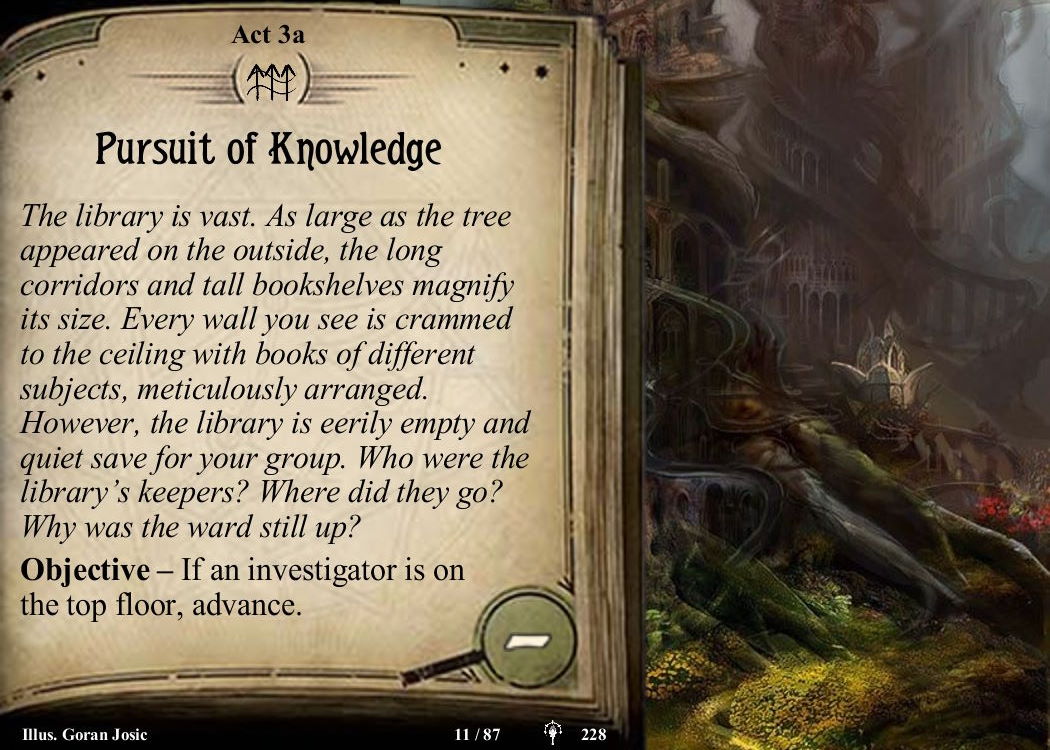 Act 3a
Pursuit of Knowledge
The library is vast. As large as the tree
appeared on the outside, the long
corridors and tall bookshelves magnify
its size. Every wall you see is crammed
to the ceiling with books of different
subjects, meticulously arranged.
However, the library is eerily empty and
quiet save for your group. Who were the
library’s keepers? Where did they go?
Why was the ward still up?
Objective – If an investigator is on
the top floor, advance.
-
Illus. Goran Josic
11 / 87
228